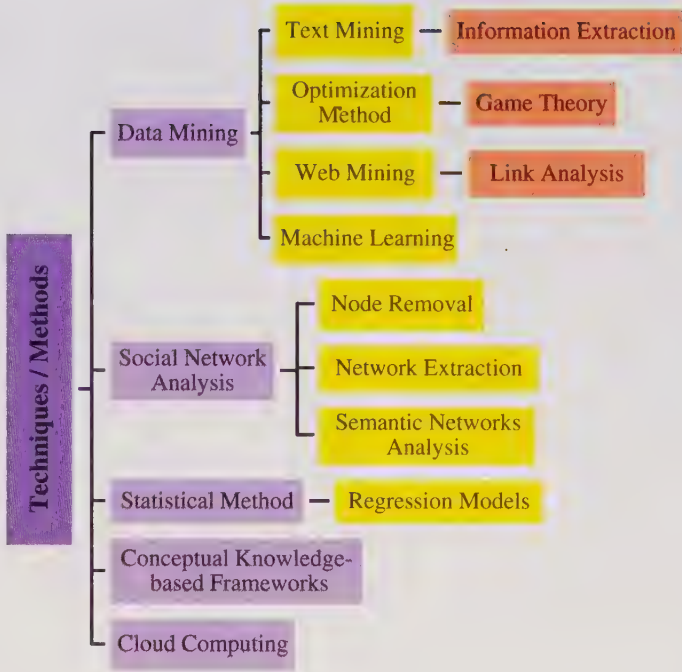 Techniques / Methods
Data Mining
Text Mining
Information Extraction
Optimization
Method
Game Theory
Web Mining
Link Analysis
Machine Learning
Social Network
Analysis
Node Removal
Network Extraction
Semantic Networks
Analysis
Statistical Method
Regression Models
Conceptual Knowledge-
based Frameworks
Cloud Computing